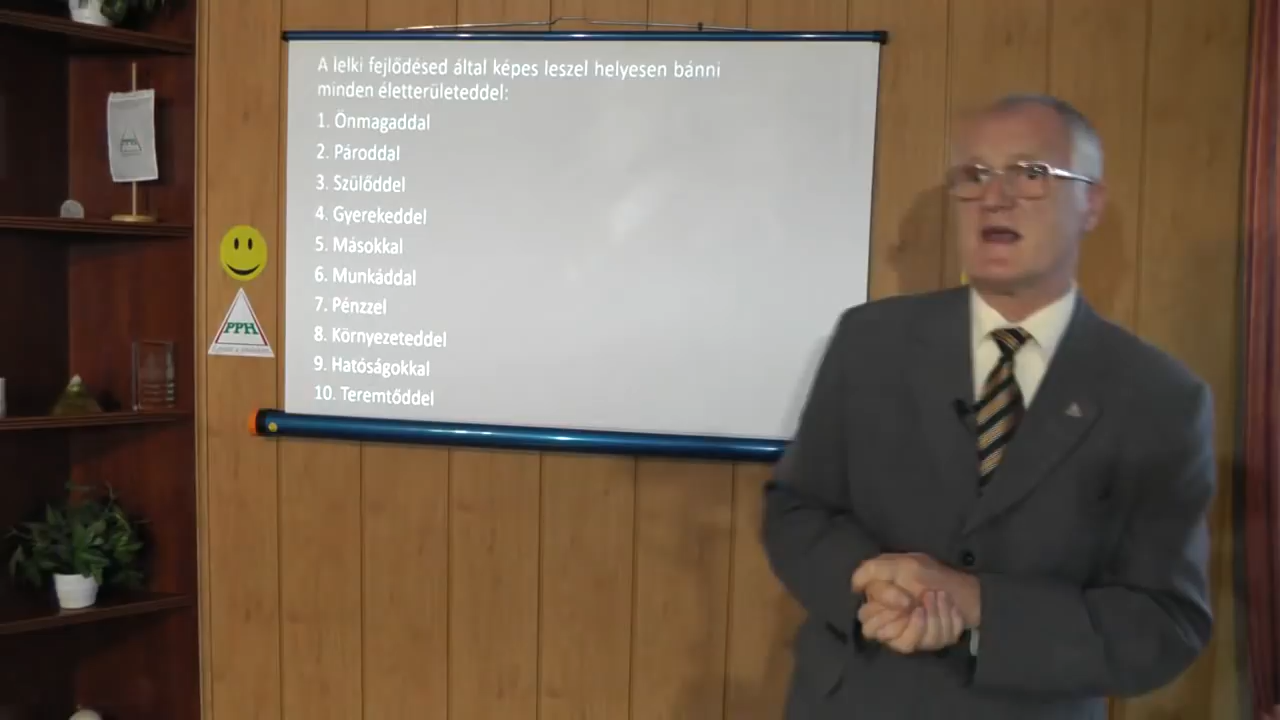 A lelki fejlődésed által képes leszel helyesen bánni
minden életterületeddel:
1. Önmagaddal
2. Pároddal
3. Szülőddel
4. Gyerekeddel
5. Másokkal
6. Munkáddal
7. Pénzzel
8. Környezeteddel
9. Hatóságokkal
10. Teremtőddel
PPH